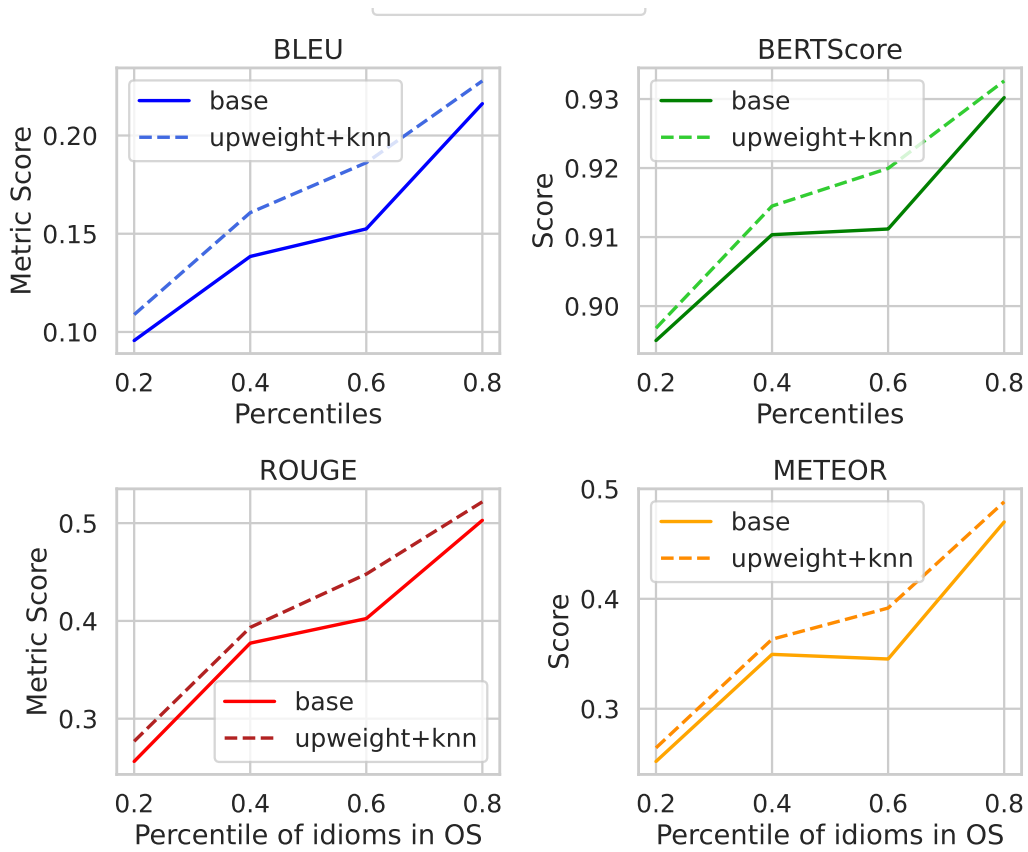 BLEU
base
upweight+knn
0.20
0.15
0.10
Metric Score
0.2 0.4 0.6 0.8
Percentiles
BERTScore
base
upweight+knn
0.93
0.92
0.91
0.90
Score
0.2 0.4 0.6 0.8
Percentiles
ROUGE
0.5
0.4
0.3
Metric Score
base
upweight+knn
0.2 0.4 0.6 0.8
Percentile of idioms in OS
METEOR
base
upweight+knn
0.5
0.4
0.3
Score
0.2 0.4 0.6 0.8
Percentile of idioms in OS